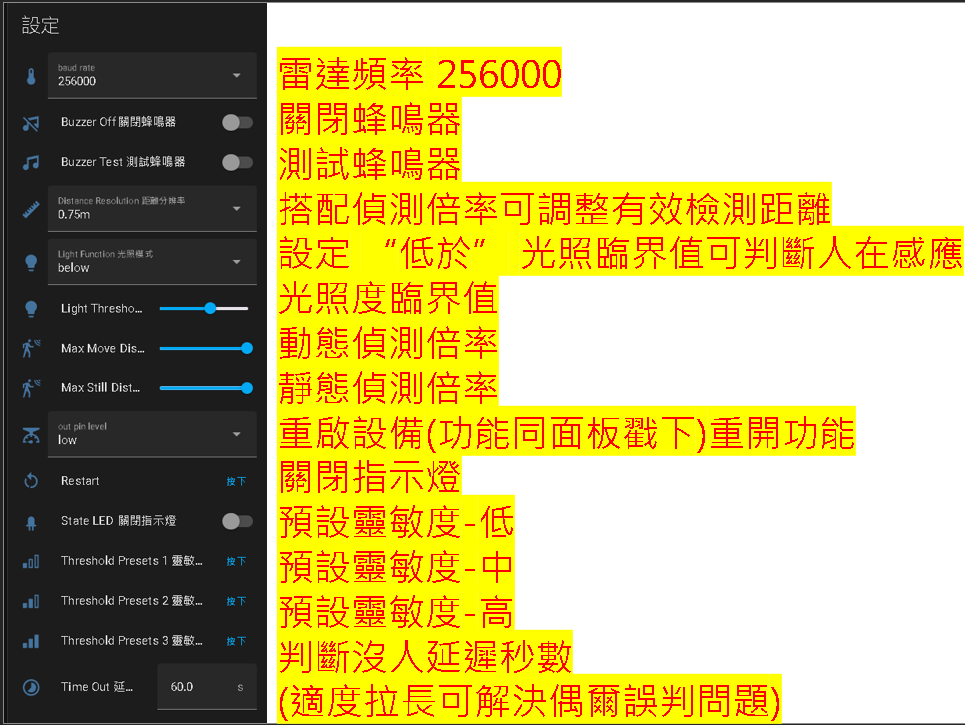 設定
baud rate
256000
雷達頻率 256000
Buzzer Off 關閉蜂鳴器
關閉蜂鳴器
Buzzer Test 測試蜂鳴器
測試蜂鳴器
Distance Resolution 距離分辨率
0.75m
搭配偵測倍率可調整有效檢測距離
Light Function 光照模式
below
設定 “低於” 光照臨界值可判斷人在感應
Light Thresho...
光照度臨界值
Max Move Dis...
動態偵測倍率
Max Still Dist...
靜態偵測倍率
out pin level
low
重啟設備(功能同面板戳下)重開功能
Restart 按下
關閉指示燈
State LED 關閉指示燈
預設靈敏度-低
Threshold Presets 1 靈敏... 按下
預設靈敏度-中
Threshold Presets 2 靈敏... 按下
預設靈敏度-高
Threshold Presets 3 靈敏... 按下
判斷沒人延遲秒數
Time Out 延... 60.0 s
(適度拉長可解決偶爾誤判問題)